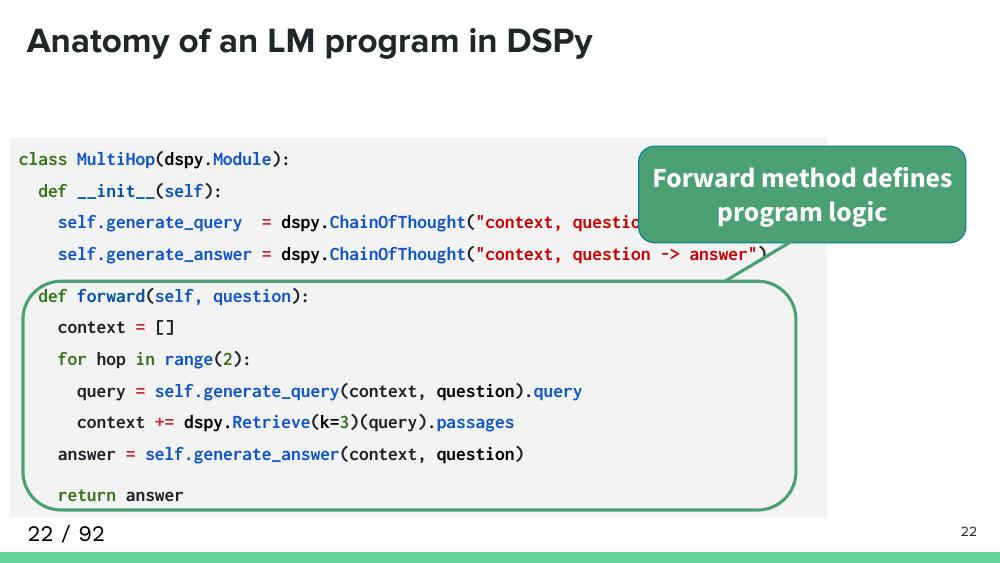 Anatomy of an LM program in DSPy
class MultiHop(dspy.Module):
  def __init__(self):
    self.generate_query  = dspy.ChainOfThought("context, questio
    self.generate_answer = dspy.ChainOfThought("context, question -> answer")
Forward method defines
program logic
  def forward(self, question):
    context = []
    for hop in range(2):
      query = self.generate_query(context, question).query
      context += dspy.Retrieve(k=3)(query).passages
    answer = self.generate_answer(context, question)
    return answer
22 / 92
22